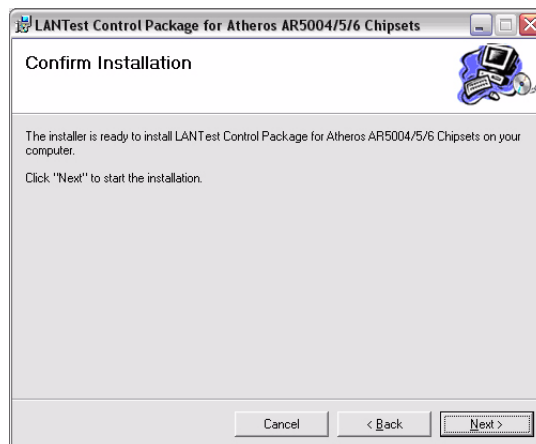 LANTest Control Package for Atheros AR5004/5/6 Chipsets
Confirm Installation
The installer is ready to install LANTest Control Package for Atheros AR5004/5/6 Chipsets on your
computer.
Click "Next" to start the installation.
Cancel
< Back
Next >